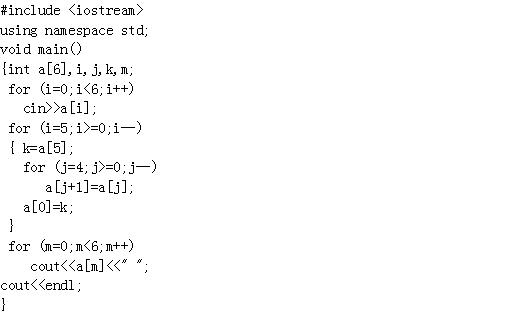 #include <iostream>
using namespace std;
void main()
{int a[6],i,j,k,m;
for (i=0;i<6;i++)
cin>>a[i];
for (i=5;i>=0;i--)
{ k=a[5];
for (j=4;j>=0;j--)
a[j+1]=a[j];
a[0]=k;
}
for (m=0;m<6;m++)
cout<<a[m]<<" ";
cout<<endl;
}